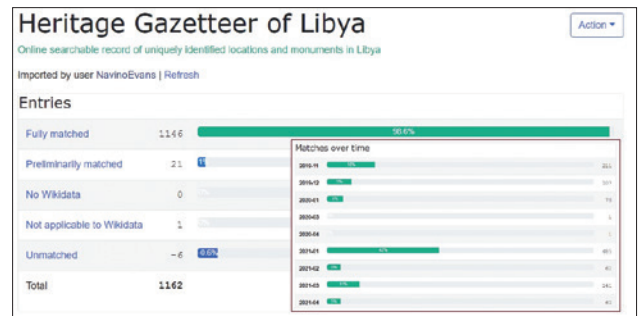 Heritage Gazetteer of Libya
Action
Online searchable record of uniquely identified locations and monuments in Libya
Imported by user NavinoEvans | Refresh
Entries
Fully matched 1146 98.6%
Preliminarily matched 21
No Wikidata 0
Not applicable to Wikidata 1
Unmatched -6 0.6%
Total 1162
Matches over time
2019-11
2019-12
2020-01
2020-03
2020-04
2021-01
2021-02
2021-03
2021-04